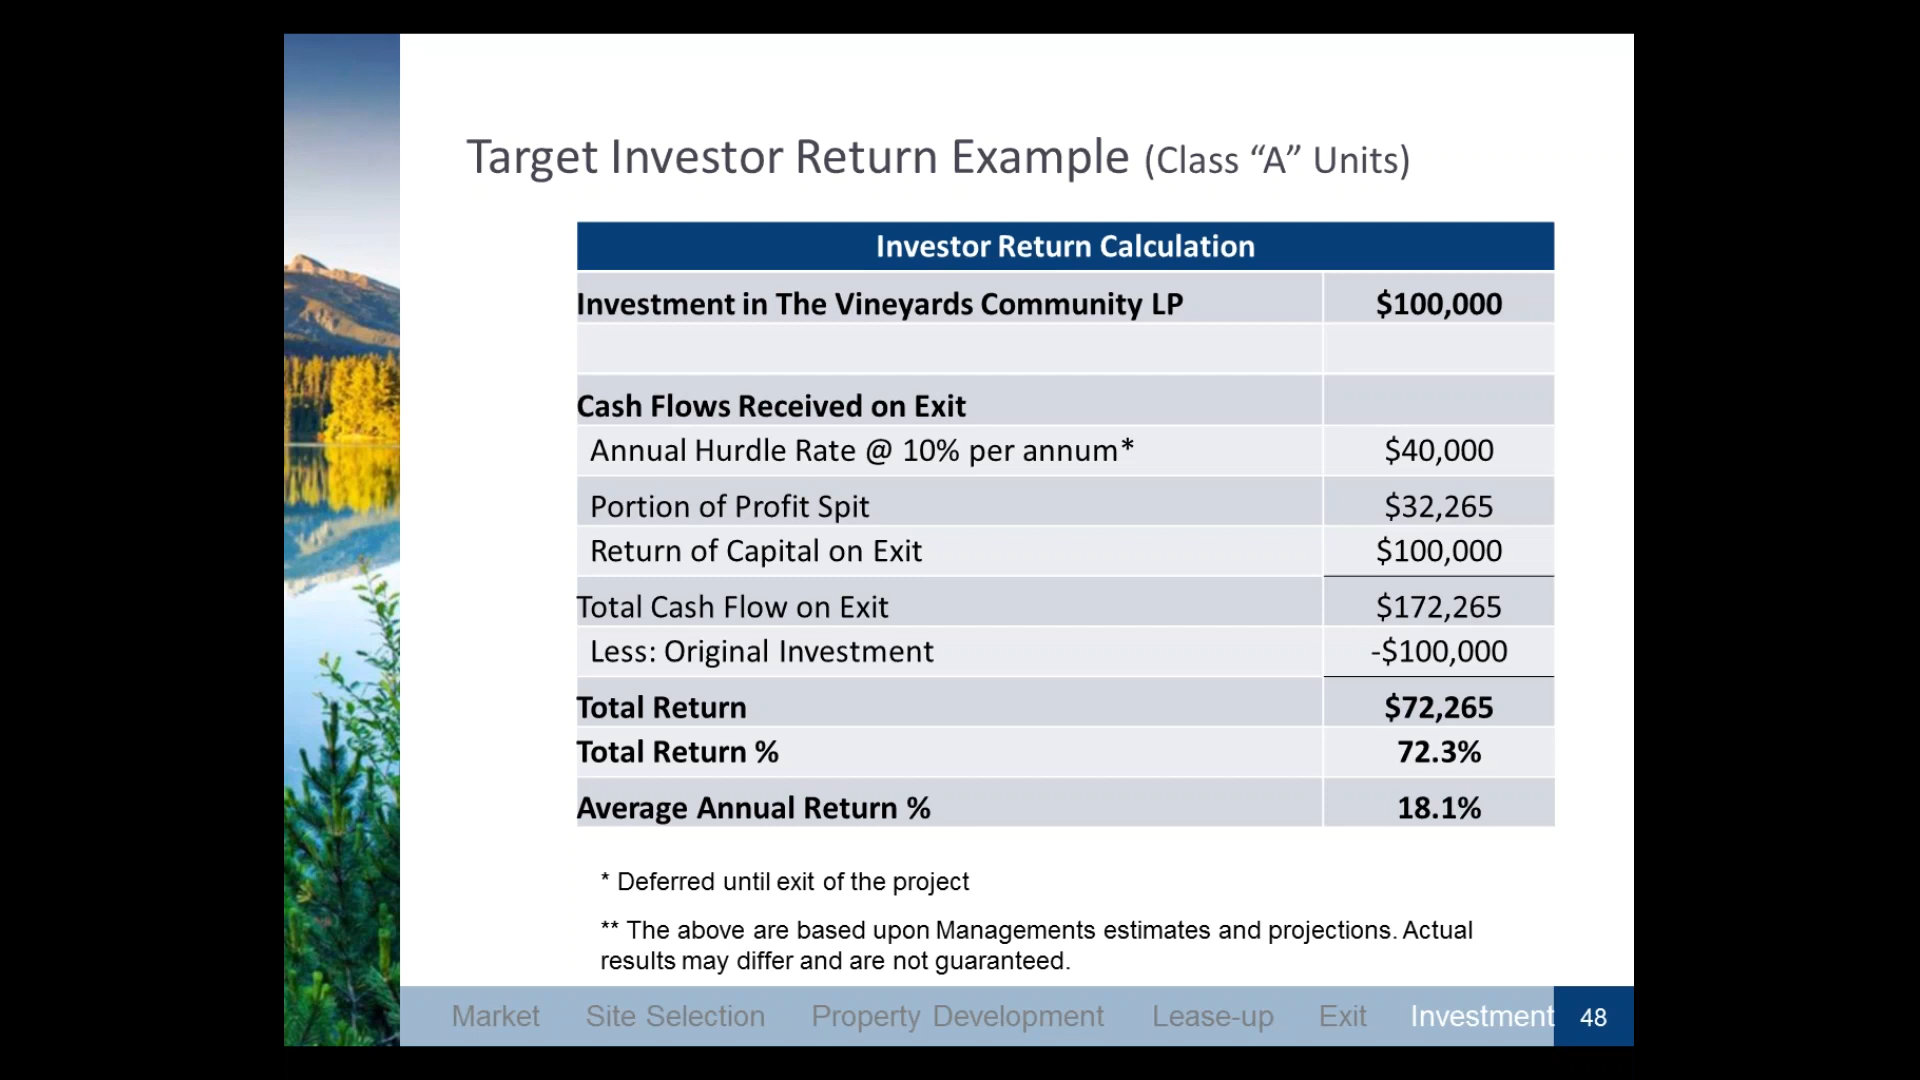 Target Investor Return Example (Class “A” Units)
Investor Return Calculation
Investment in The Vineyards Community LP $100,000
Cash Flows Received on Exit
Annual Hurdle Rate @ 10% per annum* $40,000
Portion of Profit Spit $32,265
Return of Capital on Exit $100,000
Total Cash Flow on Exit $172,265
Less: Original Investment -$100,000
Total Return $72,265
Total Return % 72.3%
Average Annual Return % 18.1%
* Deferred until exit of the project
** The above are based upon Managements estimates and projections. Actual
results may differ and are not guaranteed.
Market Site Selection Property Development Lease-up Exit Investment 48